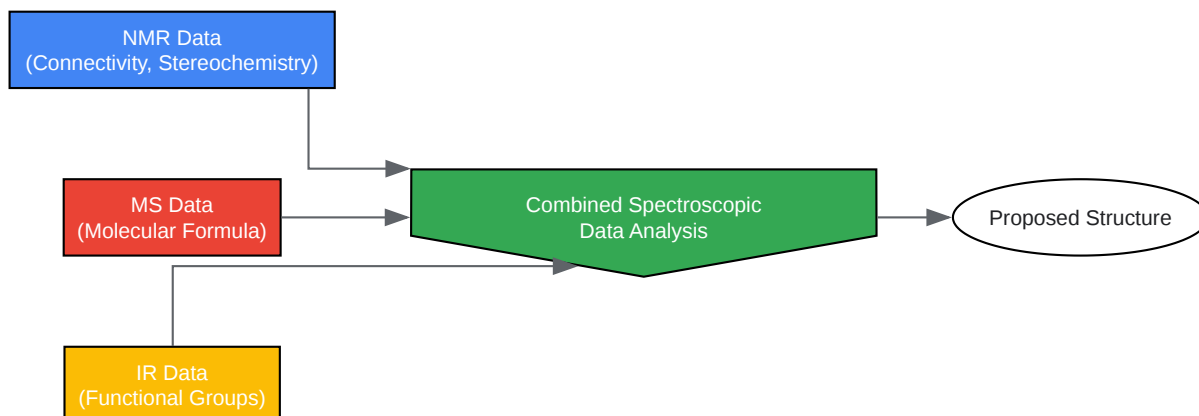 NMR Data
(Connectivity, Stereochemistry)
MS Data
(Molecular Formula)
Combined Spectroscopic
Data Analysis
Proposed Structure
IR Data
(Functional Groups)